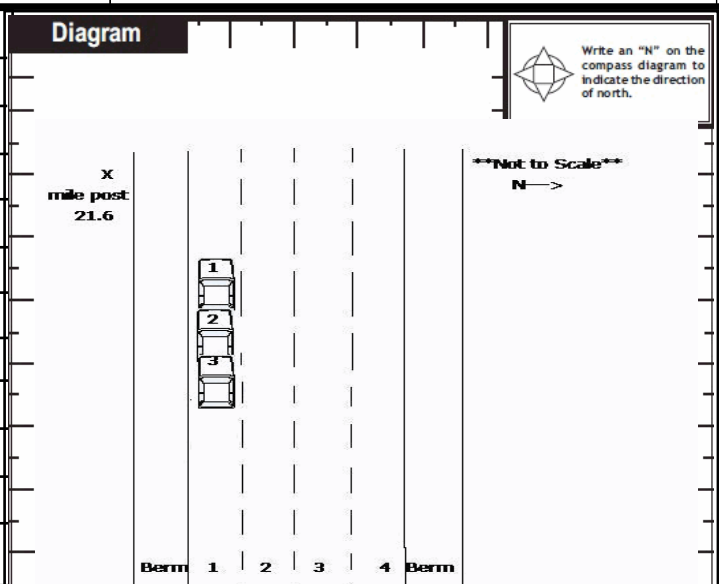 Diagram
Write an “N” on the
compass diagram to
indicate the direction
of north.
**Not to Scale**
N—>
X
mile post
21.6
1
2
3
Berm 1 2 3 4 Berm